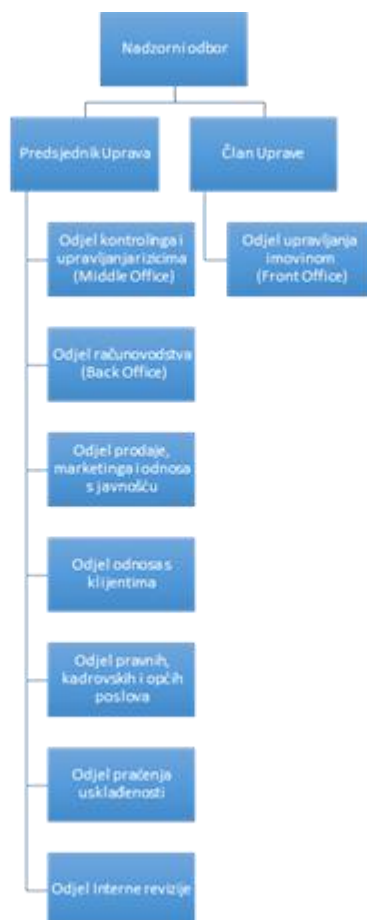 Nadzorni odbor
Predsjednik Uprava
Član Uprave
Odjel kontrolinga i
upravljanja rizicima
(Middle Office)
Odjel upravljanja
imovinom
(Front Office)
Odjel računovodstva
(Back Office)
Odjel prodaje,
marketinga i odnosa
s javnošću
Odjel odnosa s
klijentima
Odjel pravnih,
kadrovskih i općih
poslova
Odjel praćenja
usklađenosti
Odjel Interne revizije